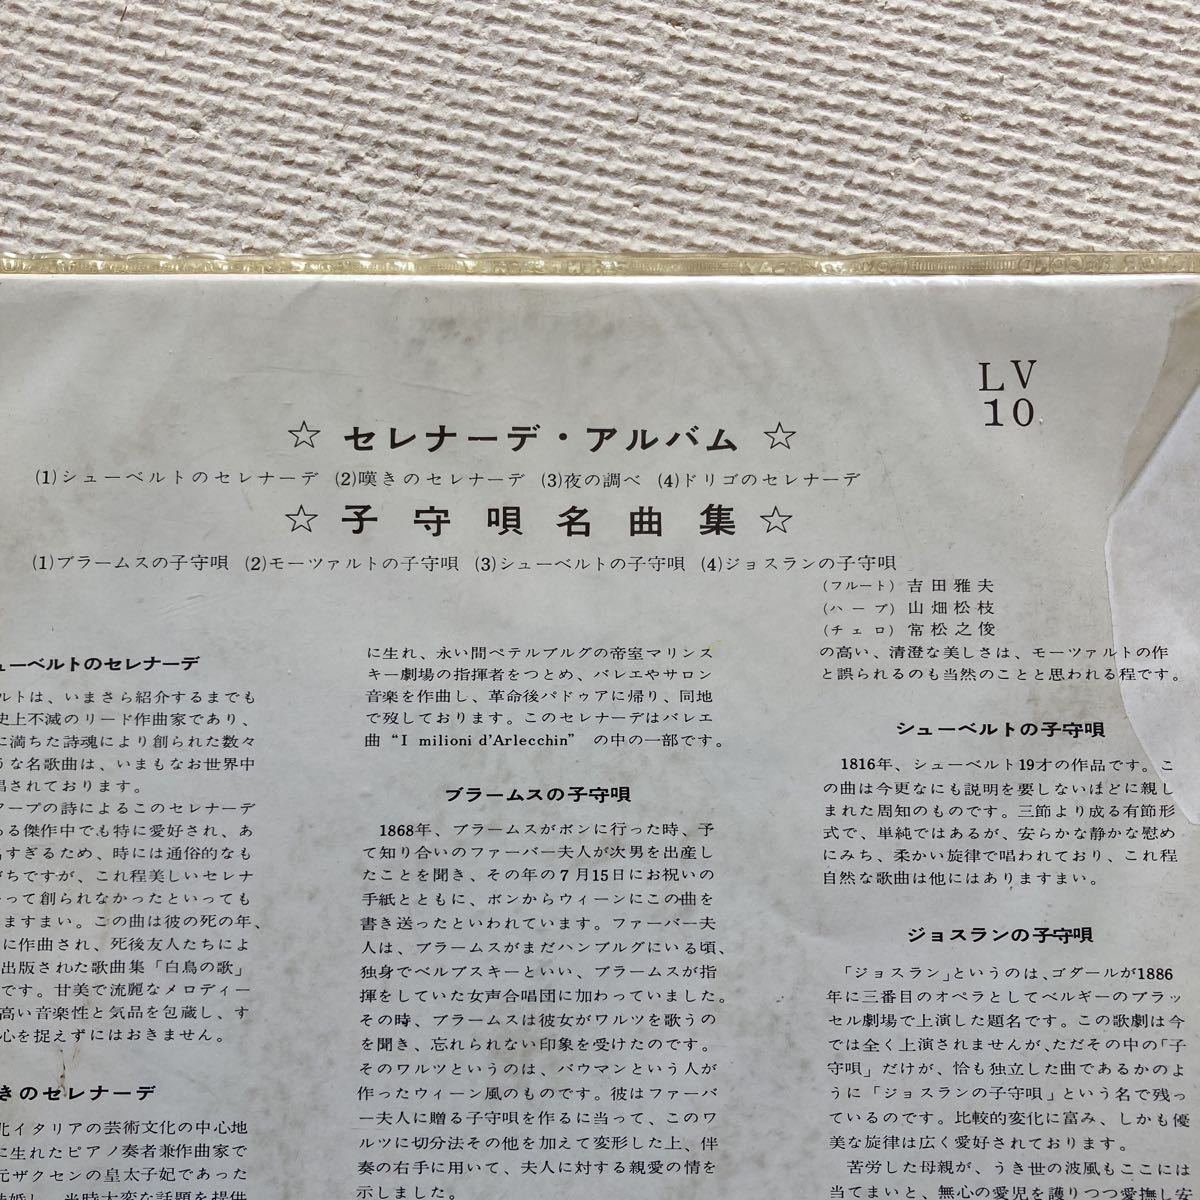 LV
10
☆ セレナーデ・アルバム ☆
(1)シューベルトのセレナーデ (2)嘆きのセレナーデ (3)夜の調べ (4)ドリゴのセレナーデ
☆ 子守唄名曲集 ☆
(1)ブラームスの子守唄 (2)モーツァルトの子守唄 (3)シューベルトの子守唄 (4)ジョスランの子守唄
(フルート) 吉田雅夫
(ハープ) 山畑松枝
(チェロ) 常松之俊
ューベルトのセレナーデ
ルトは、いまさら紹介するまでも
史上不滅のリード作曲家であり、
に満ちた詩魂により創られた数々
うな名歌曲は、いまもなお世界中
唱されております。
ターブの詩によるこのセレナーデ
る傑作中でも特に愛好され、あ
名すぎるため、時には通俗的なも
がちですが、これ程美しいセレナ
かって創られなかったといっても
ますまい。この曲は彼の死の年、
に作曲され、死後友人たちによ
出版された歌曲集「白鳥の歌」
です。甘美で流麗なメロディー
高い音楽性と気品を包蔵し、す
心を捉えずにはおきません。
きのセレナーデ
北イタリアの芸術文化の中心地
に生れたピアノ奏者兼作曲家で
元ザクセンの皇太子妃であった
結婚し、当時大変な話題を提供
に生れ、永い間ペテルブルグの帝室マリンス
キー劇場の指揮者をつとめ、バレエやサロン
音楽を作曲し、革命後パドゥアに帰り、同地
で歿しております。このセレナーデはバレエ
曲“I milioni d'Arlecchin” の中の一部です。
ブラームスの子守唄
1868年、ブラームスがボンに行った時、予
て知り合いのファーバー夫人が次男を出産し
たことを聞き、その年の7月15日にお祝いの
手紙とともに、ボンからウィーンにこの曲を
書き送ったといわれています。ファーバー夫
人は、ブラームスがまだハンブルグにいる頃、
独身でベルブスキーといい、ブラームスが指
揮をしていた女声合唱団に加わっていました。
その時、ブラームスは彼女がワルツを歌うの
を聞き、忘れられない印象を受けたのです。
そのワルツというのは、バウマンという人が
作ったウィーン風のものです。彼はファーバ
ー夫人に贈る子守唄を作るに当って、このワ
ルツに切分法その他を加えて変形した上、伴
奏の右手に用いて、夫人に対する親愛の情を
示しました。
の高い、清澄な美しさは、モーツァルトの作
と誤られるのも当然のことと思われる程です。
シューベルトの子守唄
1816年、シューベルト19才の作品です。こ
の曲は今更なにも説明を要しないほどに親し
まれた周知のものです。三節より成る有節形
式で、単純ではあるが、安らかな静かな慰め
にみち、柔かい旋律で唱われており、これ程
自然な歌曲は他にはありますまい。
ジョスランの子守唄
「ジョスラン」というのは、ゴダールが1886
年に三番目のオペラとしてベルギーのブラッ
セル劇場で上演した題名です。この歌劇は今
では全く上演されませんが、ただその中の「子
守唄」だけが、恰も独立した曲であるかのよ
うに「ジョスランの子守唄」という名で残っ
ているのです。比較的変化に富み、しかも優
美な旋律は広く愛好されております。
苦労した母親が、うき世の波風もここには
当てまいと、無心の愛児を護りつつ愛撫し安